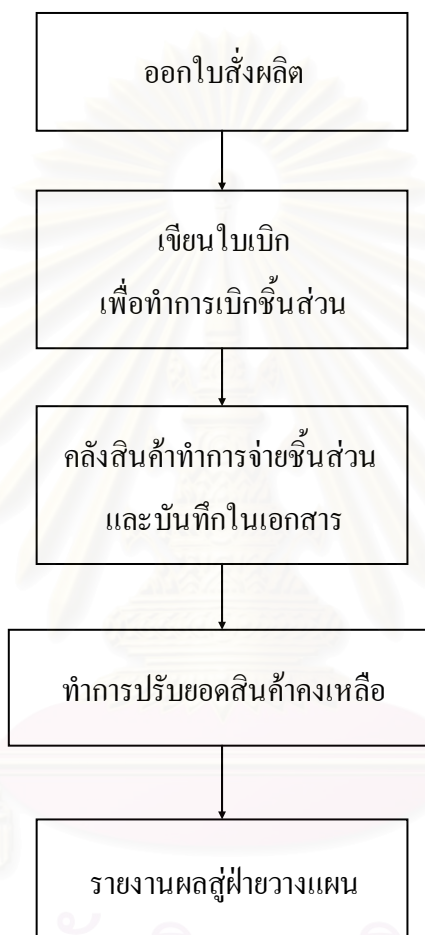 ออกใบสั่งผลิต
เขียนใบเบิก
เพื่อทำการเบิกชิ้นส่วน
คลังสินค้าทำการจ่ายชิ้นส่วน
และบันทึกในเอกสาร
ทำการปรับยอดสินค้าคงเหลือ
รายงานผลสู่ฝ่ายวางแผน